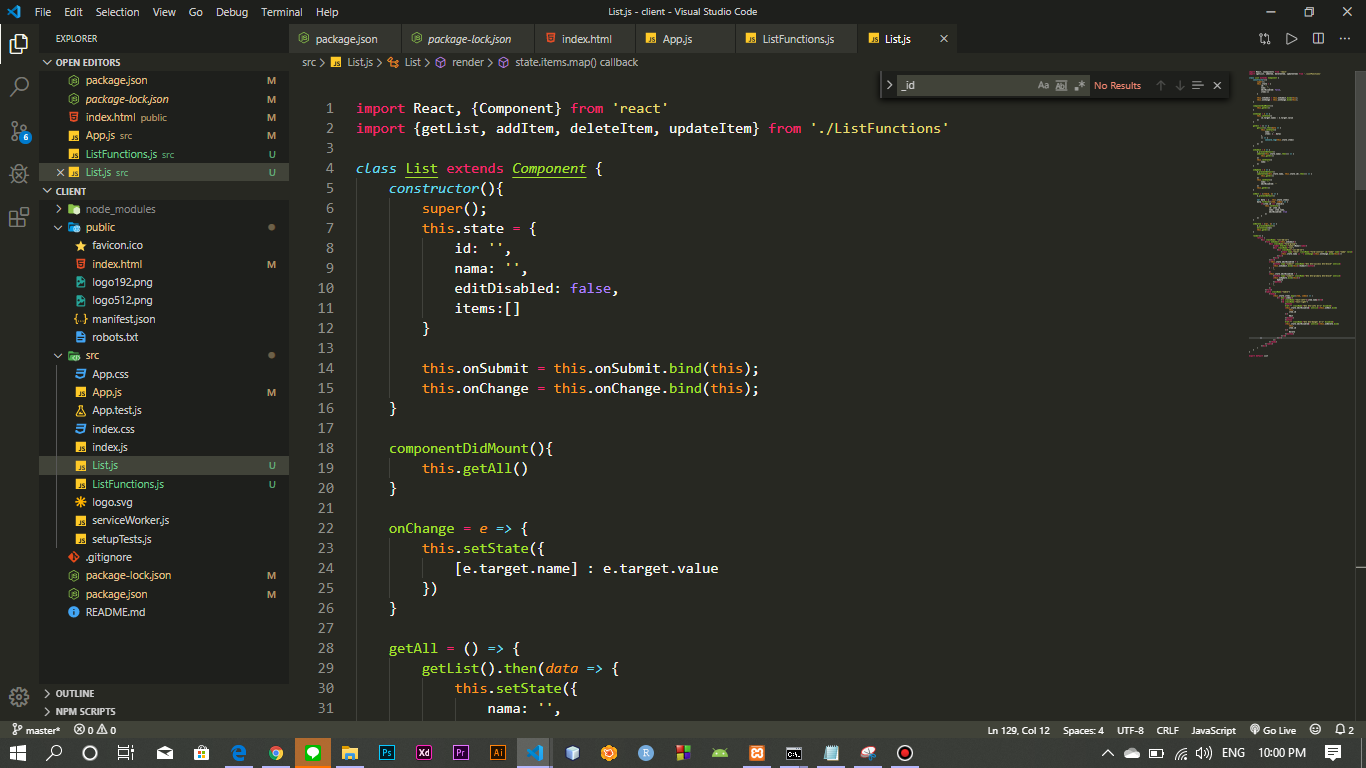 File Edit Selection View Go Debug Terminal Help List.js - client - Visual Studio Code
EXPLORER
OPEN EDITORS
package.json M
package-lock.json M
index.html public M
App.js src M
ListFunctions.js src U
List.js src U
CLIENT
node_modules
public
favicon.ico
index.html M
logo192.png
logo512.png
manifest.json
robots.txt
src
App.css
App.js M
App.test.js
index.css
index.js
List.js U
ListFunctions.js U
logo.svg
serviceWorker.js
setupTests.js
.gitignore
package-lock.json M
package.json M
README.md
OUTLINE
NPM SCRIPTS
6
package.json package-lock.json index.html App.js ListFunctions.js List.js
src > List.js > List > render > state.items.map() callback
_id Aa Abl .* No Results
1 import React, {Component} from 'react'
2 import {getList, addItem, deleteItem, updateItem} from './ListFunctions'
3
4 class List extends Component {
5 constructor(){
6 super();
7 this.state = {
8 id: '',
9 nama: '',
10 editDisabled: false,
11 items:[]
12 }
13
14 this.onSubmit = this.onSubmit.bind(this);
15 this.onChange = this.onChange.bind(this);
16 }
17
18 componentDidMount(){
19 this.getAll()
20 }
21
22 onChange = e => {
23 this.setState({
24 [e.target.name] : e.target.value
25 })
26 }
27
28 getAll = () => {
29 getList().then(data => {
30 this.setState({
31 nama: '',
master* 0 0 Ln 129, Col 12 Spaces: 4 UTF-8 CRLF JavaScript Go Live 2
Ps Xd Pr Ai R C:\_ ENG 10:00 PM